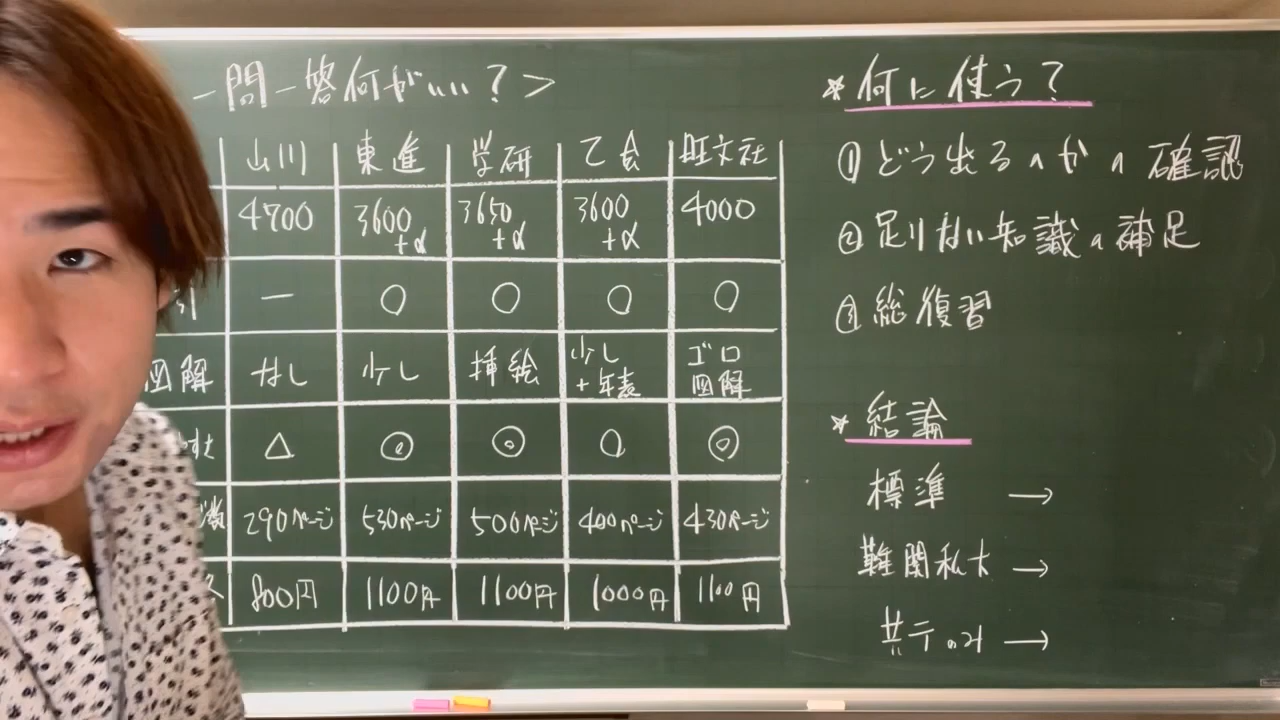 一問一答何がいい？＞
山川 東進 学研 Z会 旺文社
4700 3600+α 3650+α 3600+α 4000
ー ○ ○ ○ ○
図解 なし 少し 挿絵 少し+年表 ゴロ図解
△ ◎ ◎ ○ ◎
数 290ページ 530ページ 500ページ 400ページ 430ページ
800円 1100円 1100円 1000円 1100円
* 何に使う？
① どう出るのかの確認
② 足りない知識の補足
③ 総復習
* 結論
標準 →
難関私大 →
共テのみ →